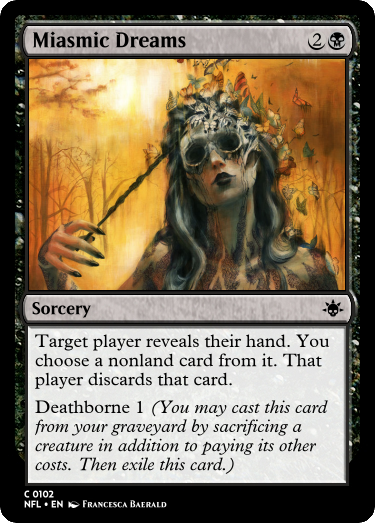 Miasmic Dreams 2
Sorcery
Target player reveals their hand. You
choose a nonland card from it. That
player discards that card.
Deathborne 1 (You may cast this card
from your graveyard by sacrificing a
creature in addition to paying its other
costs. Then exile this card.)
C 0102
NFL • EN Francesca Baerald